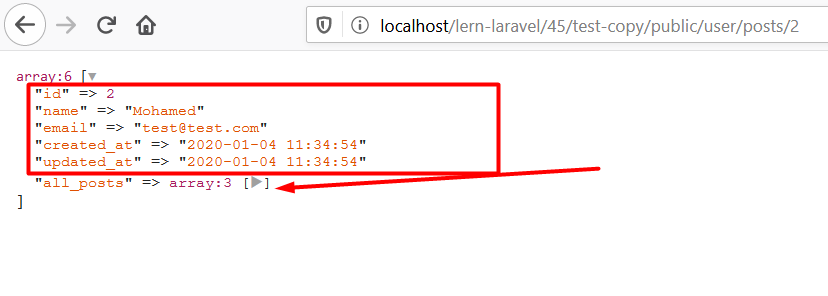 localhost/lern-laravel/45/test-copy/public/user/posts/2
array:6 [▼
"id" => 2
"name" => "Mohamed"
"email" => "test@test.com"
"created_at" => "2020-01-04 11:34:54"
"updated_at" => "2020-01-04 11:34:54"
"all_posts" => array:3 [▶]
]